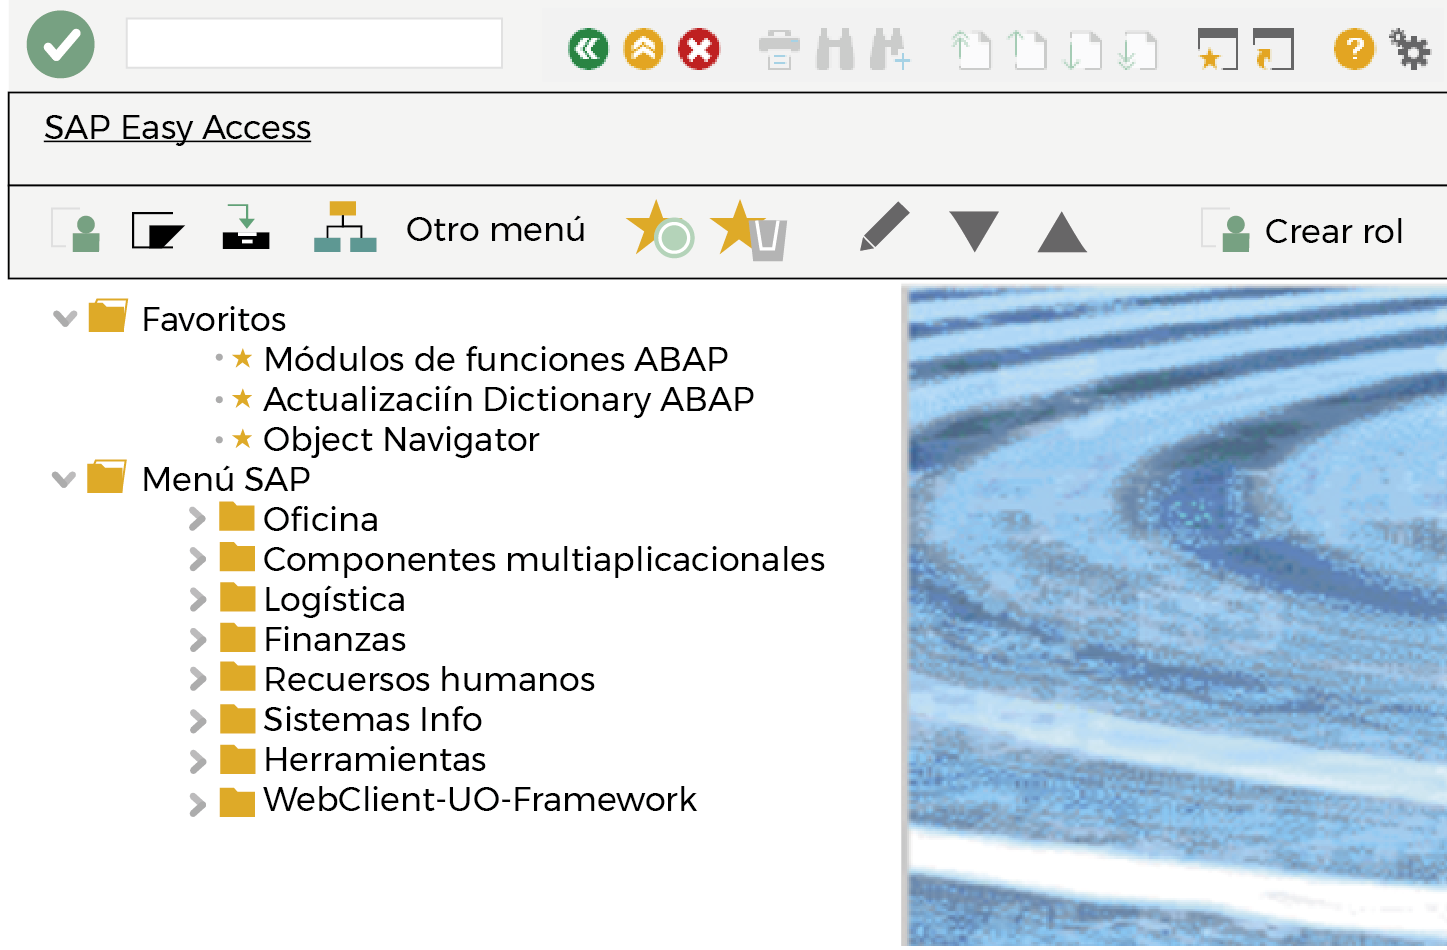 SAP Easy Access
Otro menú
Crear rol
Favoritos
Módulos de funciones ABAP
Actualizaciín Dictionary ABAP
Object Navigator
Menú SAP
Oficina
Componentes multiaplicacionales
Logística
Finanzas
Recuersos humanos
Sistemas Info
Herramientas
WebClient-UO-Framework